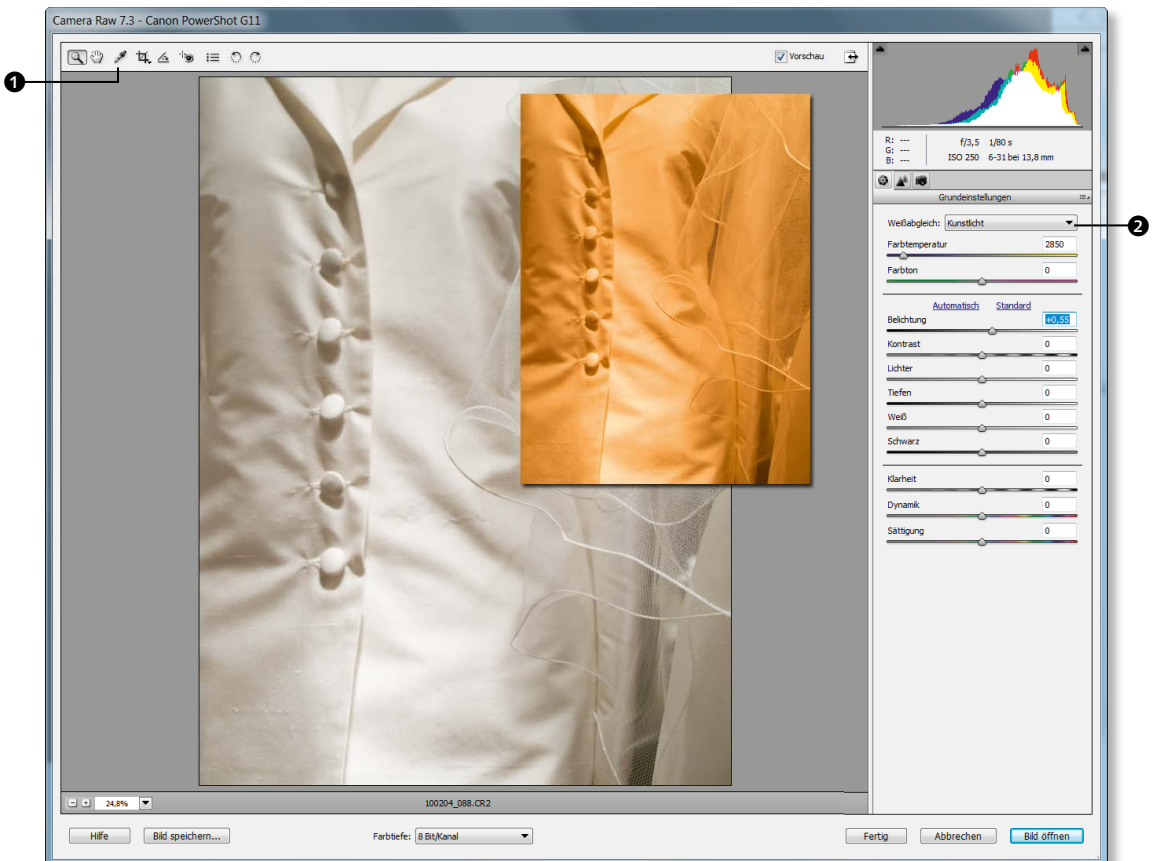 Camera Raw 7.3 - Canon PowerShot G11
Vorschau
❶
R: ---
G: ---
B: ---
f/3,5 1/80 s
ISO 250 6-31 bei 13,8 mm
Grundeinstellungen
Weißabgleich: Kunstlicht
❷
Farbtemperatur 2850
Farbton 0
Automatisch Standard
Belichtung +0,55
Kontrast 0
Lichter 0
Tiefen 0
Weiß 0
Schwarz 0
Klarheit 0
Dynamik 0
Sättigung 0
24,8%
100204_088.CR2
Hilfe
Bild speichern...
Farbtiefe: 8 Bit/Kanal
Fertig
Abbrechen
Bild öffnen